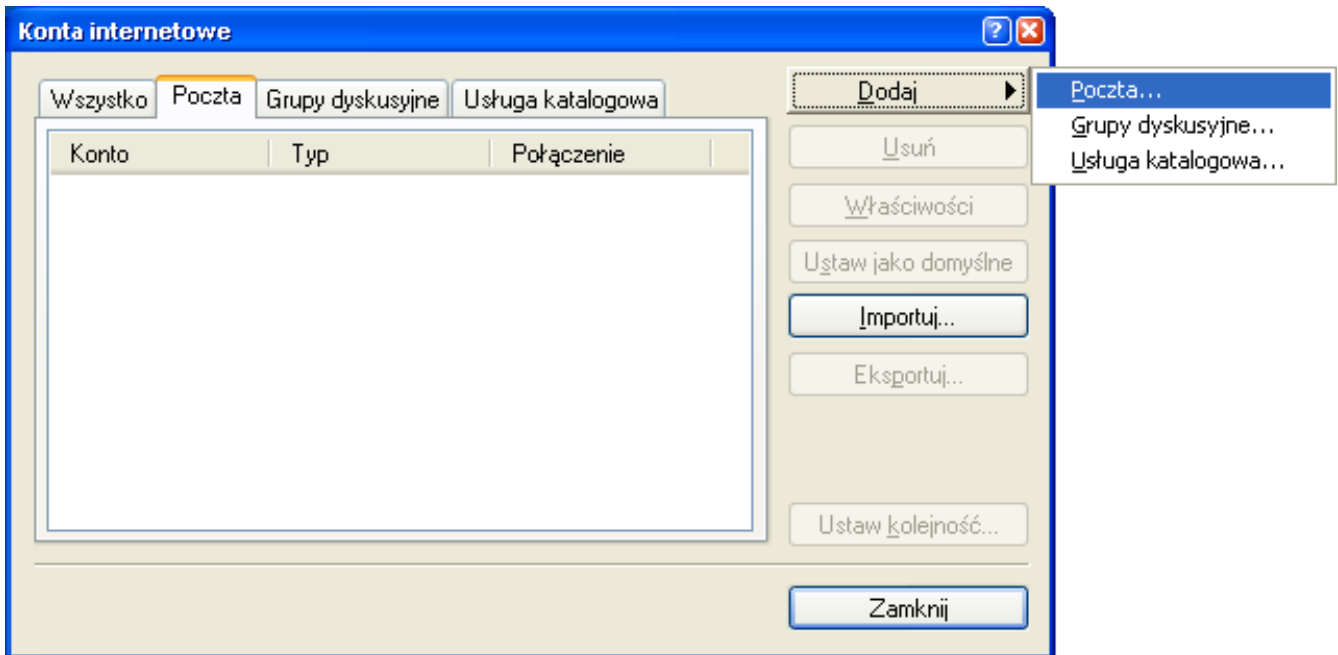 Konta internetowe
Wszystko Poczta Grupy dyskusyjne Usługa katalogowa
Konto Typ Połączenie
Dodaj
Usuń
Właściwości
Ustaw jako domyślne
Importuj...
Eksportuj...
Ustaw kolejność...
Zamknij
Poczta...
Grupy dyskusyjne...
Usługa katalogowa...